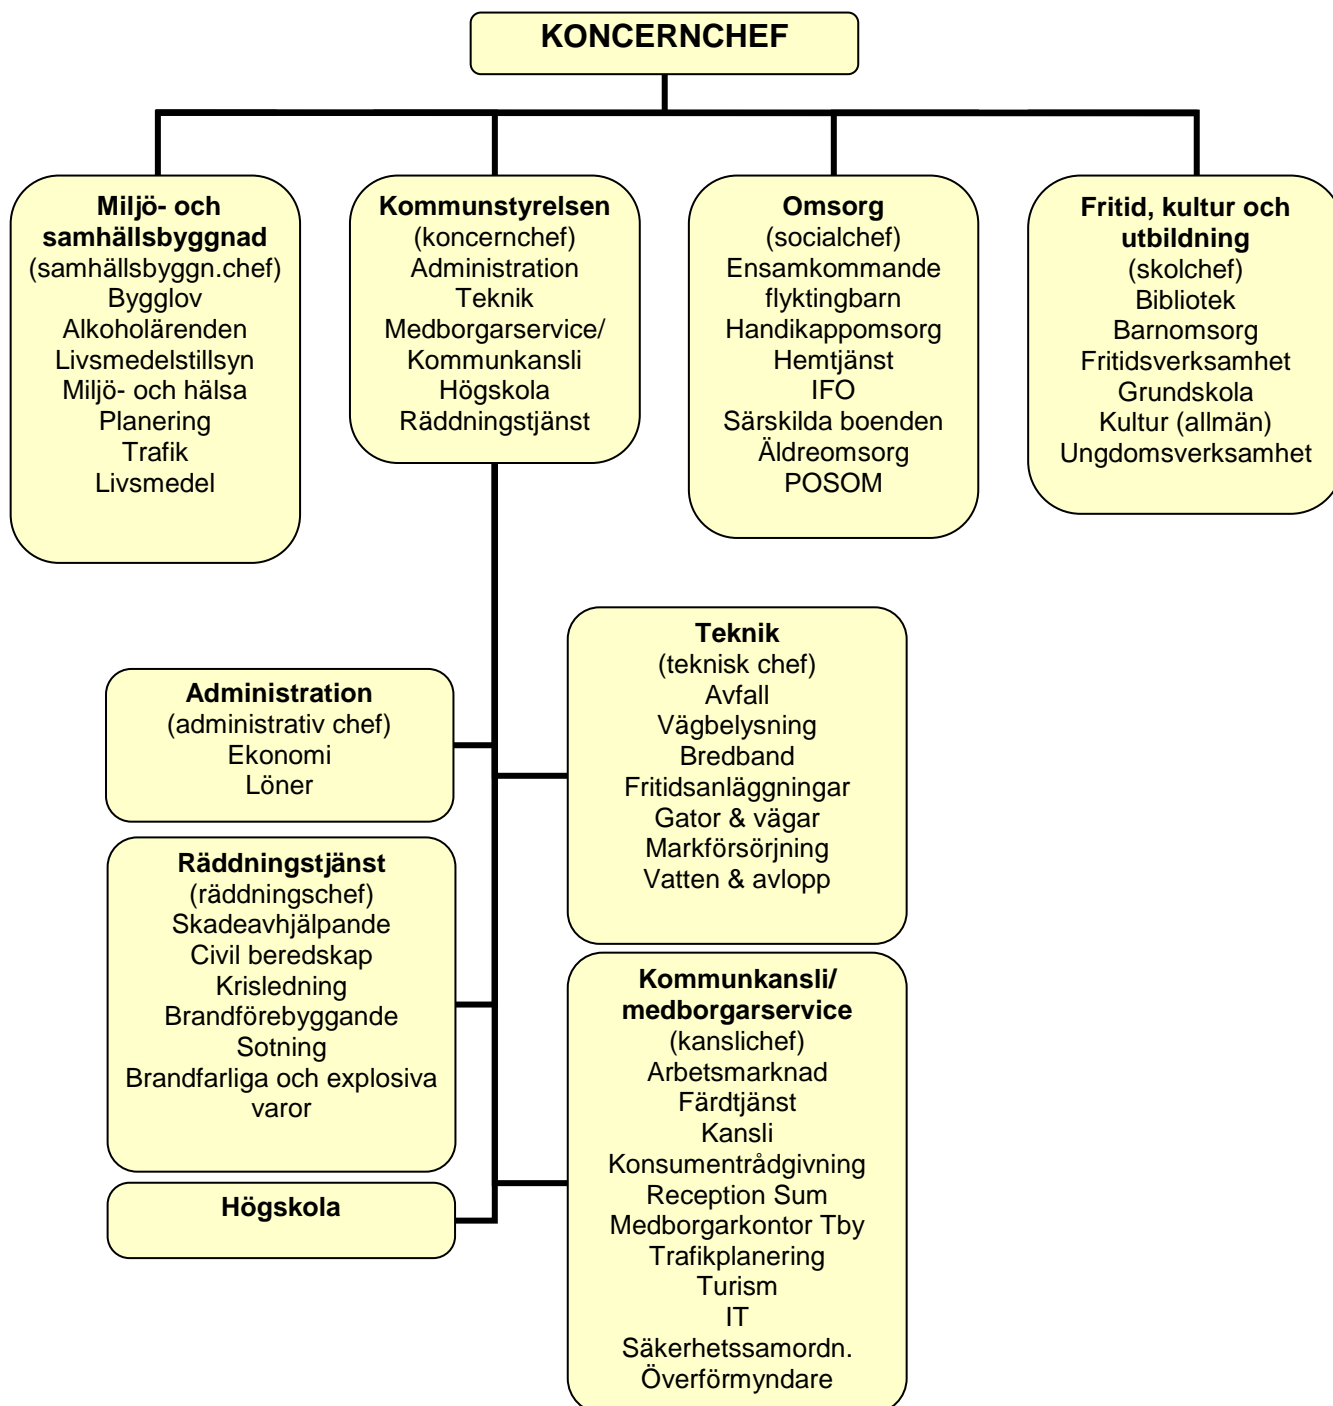 KONCERNCHEF
Miljö- och
samhällsbyggnad
(samhällsbyggn.chef)
Bygglov
Alkoholärenden
Livsmedelstillsyn
Miljö- och hälsa
Planering
Trafik
Livsmedel
Kommunstyrelsen
(koncernchef)
Administration
Teknik
Medborgarservice/
Kommunkansli
Högskola
Räddningstjänst
Omsorg
(socialchef)
Ensamkommande
flyktingbarn
Handikappomsorg
Hemtjänst
IFO
Särskilda boenden
Äldreomsorg
POSOM
Fritid, kultur och
utbildning
(skolchef)
Bibliotek
Barnomsorg
Fritidsverksamhet
Grundskola
Kultur (allmän)
Ungdomsverksamhet
Administration
(administrativ chef)
Ekonomi
Löner
Räddningstjänst
(räddningschef)
Skadeavhjälpande
Civil beredskap
Krisledning
Brandförebyggande
Sotning
Brandfarliga och explosiva
varor
Högskola
Teknik
(teknisk chef)
Avfall
Vägbelysning
Bredband
Fritidsanläggningar
Gator & vägar
Markförsörjning
Vatten & avlopp
Kommunkansli/
medborgarservice
(kanslichef)
Arbetsmarknad
Färdtjänst
Kansli
Konsumentrådgivning
Reception Sum
Medborgarkontor Tby
Trafikplanering
Turism
IT
Säkerhetssamordn.
Överförmyndare